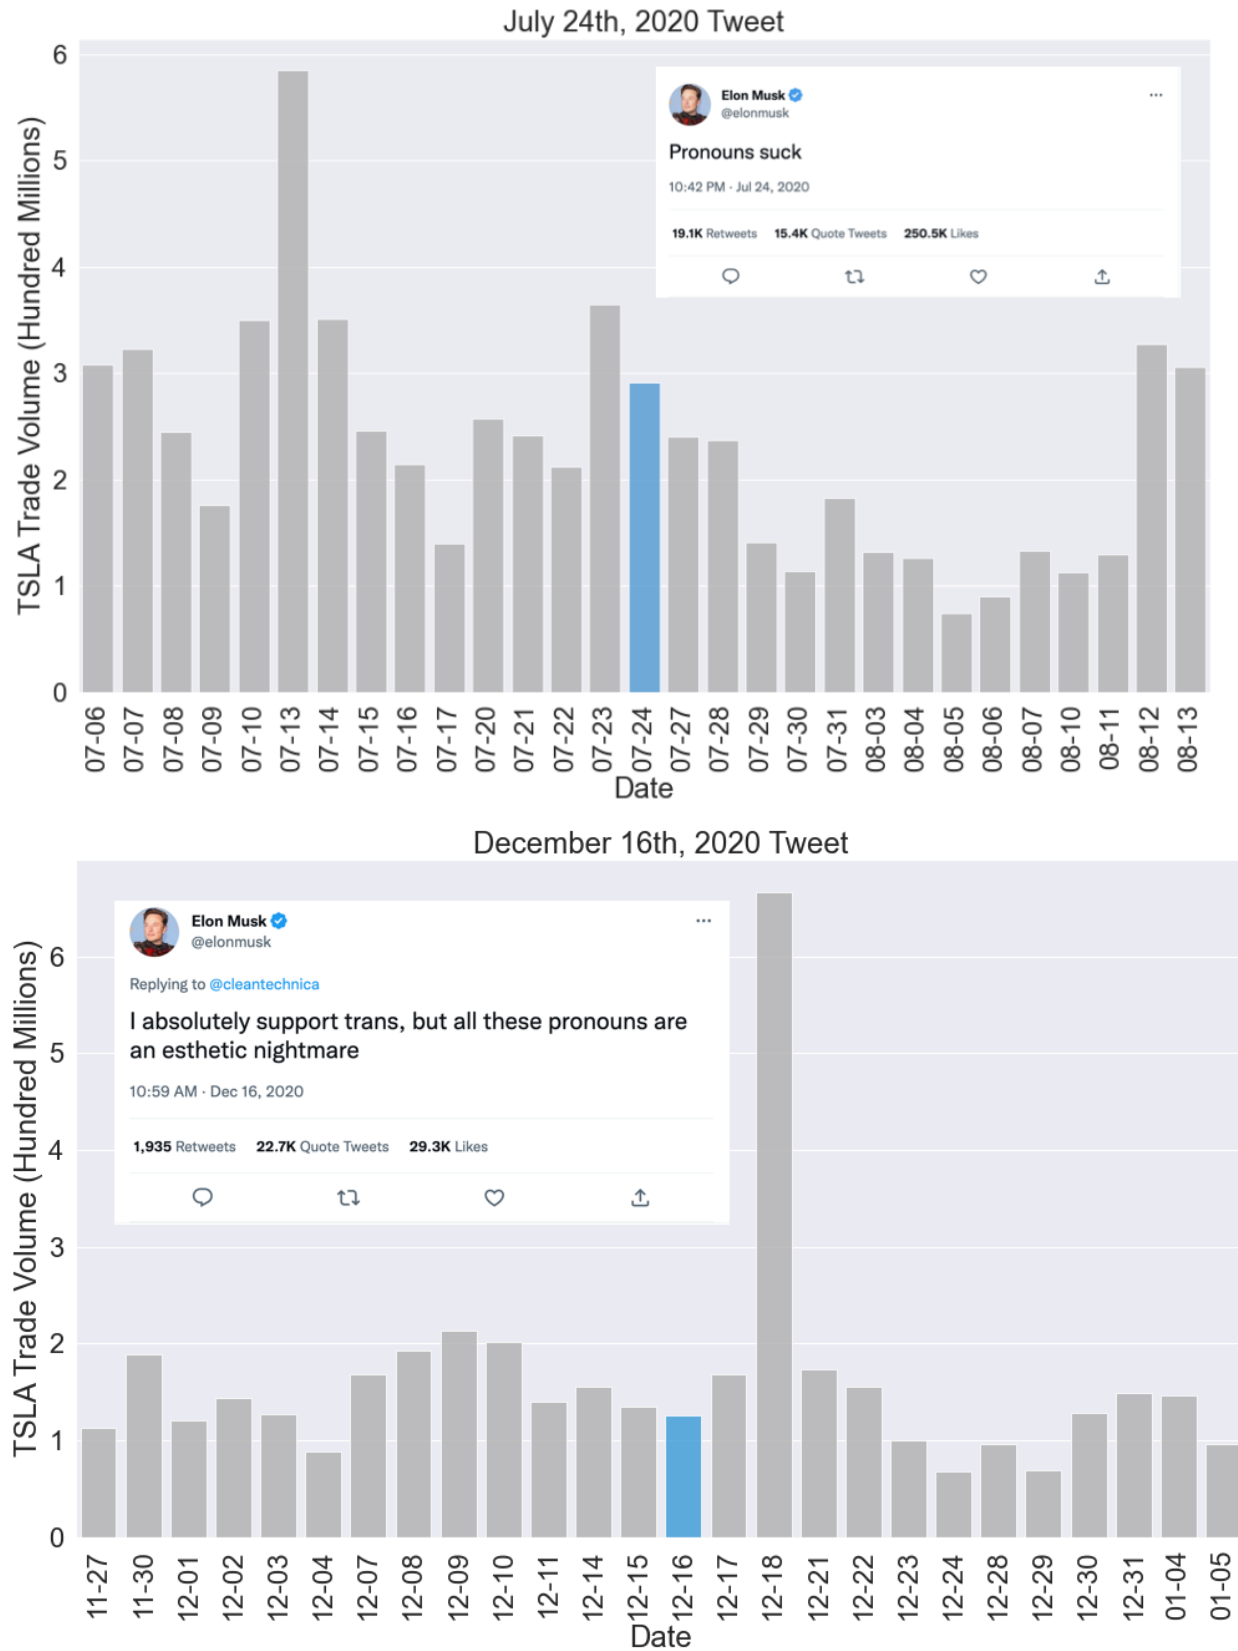 July 24th, 2020 Tweet
TSLA Trade Volume (Hundred Millions)
6
5
4
3
2
1
0
Elon Musk
@elonmusk
Pronouns suck
10:42 PM · Jul 24, 2020
19.1K Retweets 15.4K Quote Tweets 250.5K Likes
07-06 07-07 07-08 07-09 07-10 07-13 07-14 07-15 07-16 07-17 07-20 07-21 07-22 07-23 07-24 07-27 07-28 07-29 07-30 07-31 08-03 08-04 08-05 08-06 08-07 08-10 08-11 08-12 08-13
Date
December 16th, 2020 Tweet
TSLA Trade Volume (Hundred Millions)
6
5
4
3
2
1
0
Elon Musk
@elonmusk
Replying to @cleantechnica
I absolutely support trans, but all these pronouns are
an esthetic nightmare
10:59 AM · Dec 16, 2020
1,935 Retweets 22.7K Quote Tweets 29.3K Likes
11-27 11-30 12-01 12-02 12-03 12-04 12-07 12-08 12-09 12-10 12-11 12-14 12-15 12-16 12-17 12-18 12-21 12-22 12-23 12-24 12-28 12-29 12-30 12-31 01-04 01-05
Date